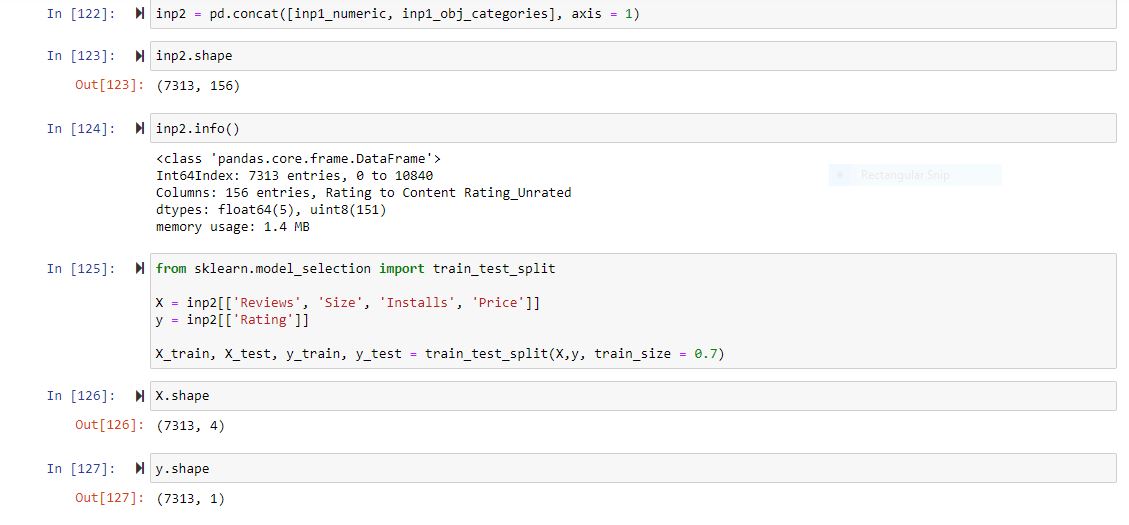 In [122]: inp2 = pd.concat([inp1_numeric, inp1_obj_categories], axis = 1)
In [123]: inp2.shape
Out[123]: (7313, 156)
In [124]: inp2.info()
<class 'pandas.core.frame.DataFrame'>
Int64Index: 7313 entries, 0 to 10840
Rectangular Snip
Columns: 156 entries, Rating to Content Rating_Unrated
dtypes: float64(5), uint8(151)
memory usage: 1.4 MB
In [125]: from sklearn.model_selection import train_test_split
X = inp2[['Reviews', 'Size', 'Installs', 'Price']]
y = inp2[['Rating']]
X_train, X_test, y_train, y_test = train_test_split(X,y, train_size = 0.7)
In [126]: X.shape
Out[126]: (7313, 4)
In [127]: y.shape
Out[127]: (7313, 1)